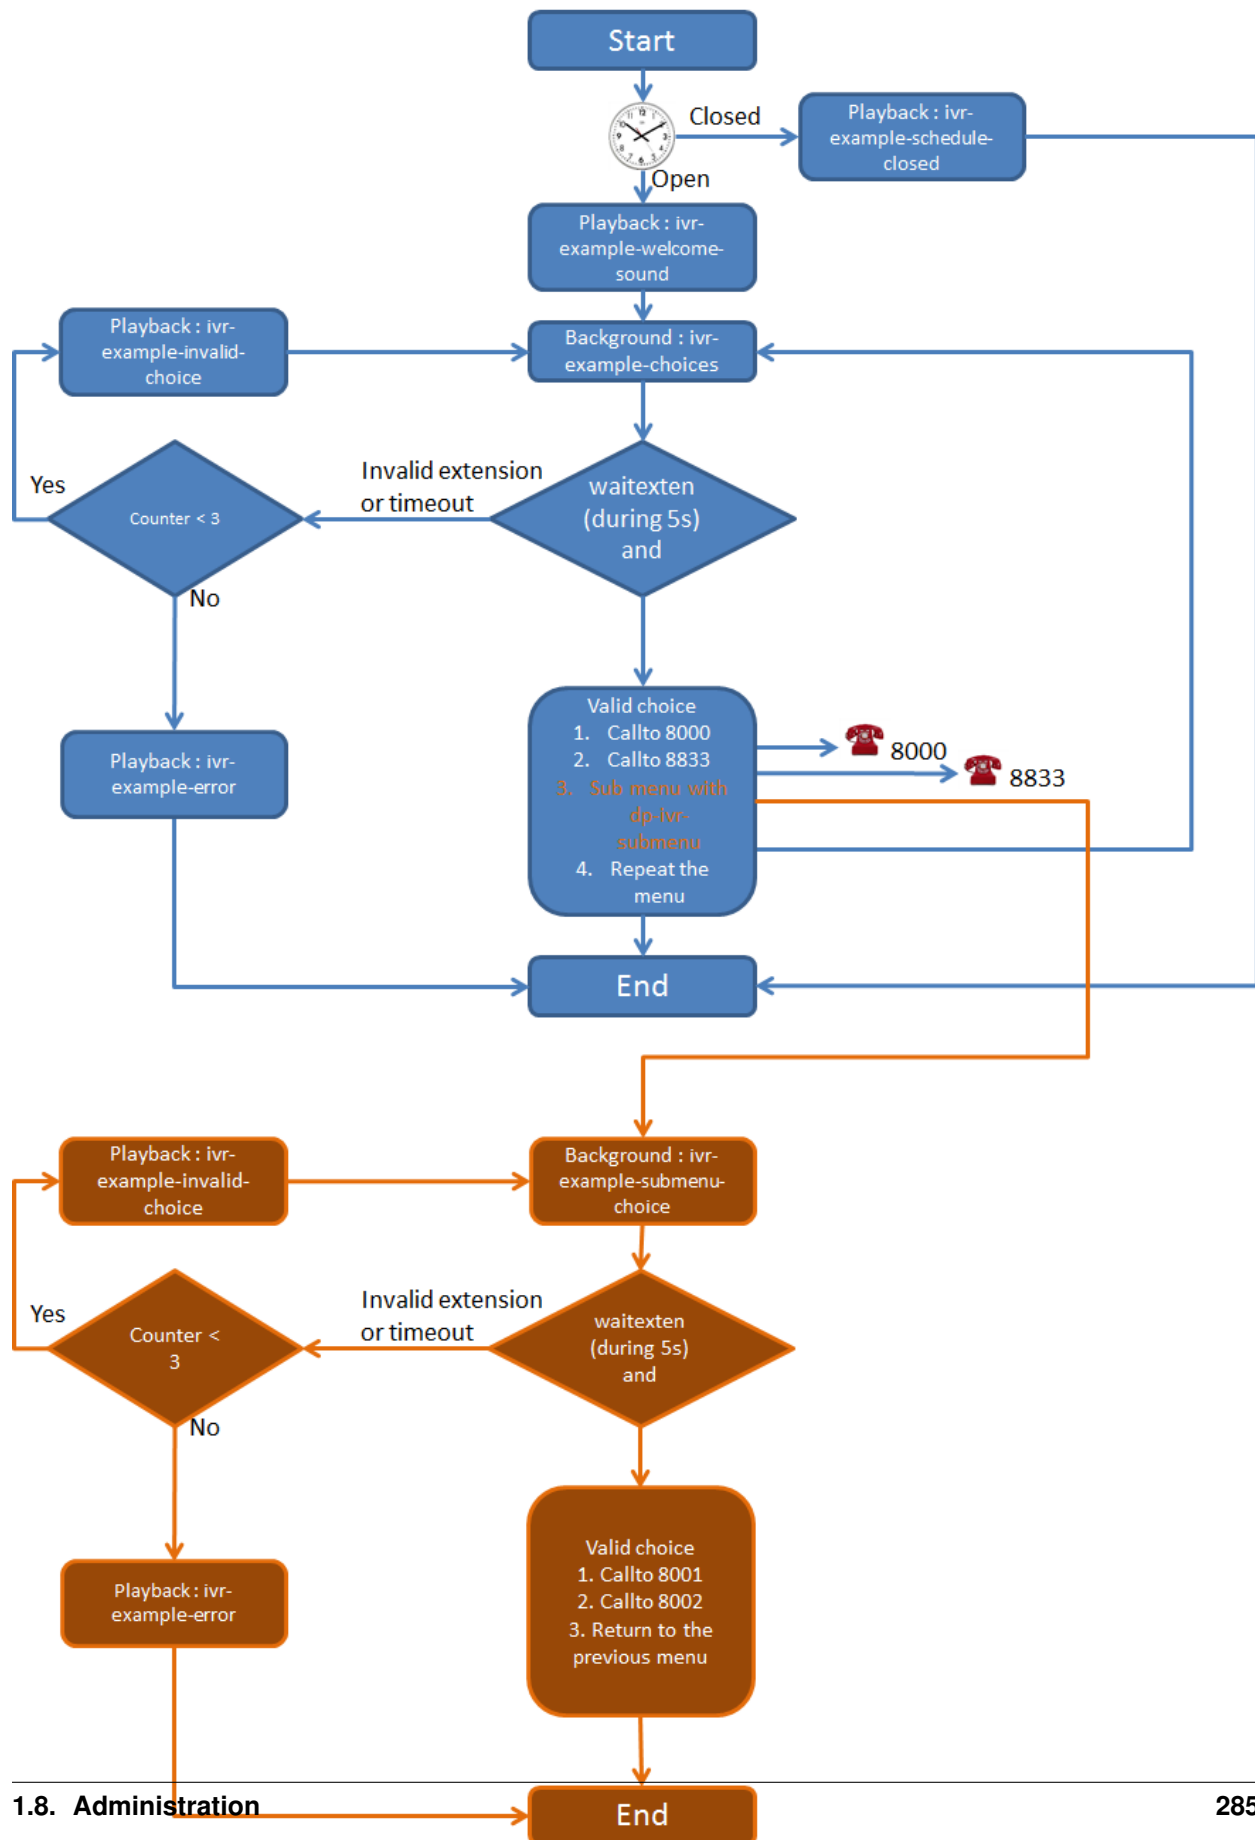 Start
Closed
Playback : ivr-
example-schedule-
closed
Open
Playback : ivr-
example-welcome-
sound
Playback : ivr-
example-invalid-
choice
Background : ivr-
example-choices
Yes
Counter < 3
Invalid extension
or timeout
waitexten
(during 5s)
and
No
Valid choice
1. Callto 8000
2. Callto 8833
3. Sub menu with
dp-ivr-
submenu
4. Repeat the
menu
8000
8833
Playback : ivr-
example-error
End
Playback : ivr-
example-invalid-
choice
Background : ivr-
example-submenu-
choice
Yes
Counter <
3
Invalid extension
or timeout
waitexten
(during 5s)
and
No
Playback : ivr-
example-error
Valid choice
1. Callto 8001
2. Callto 8002
3. Return to the
previous menu
End
1.8. Administration
285